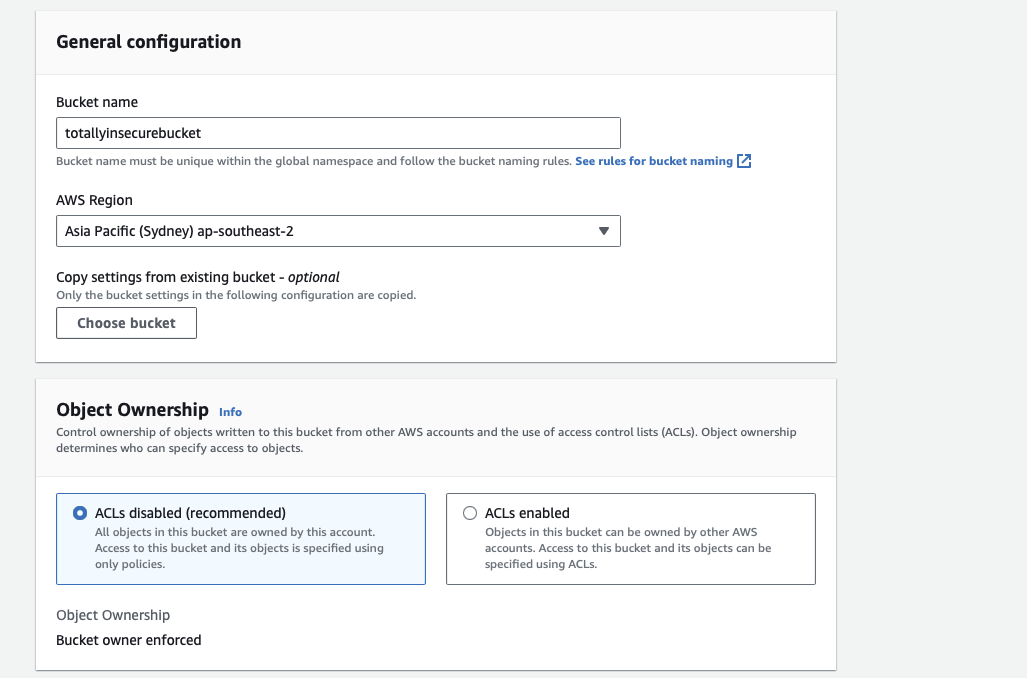 General configuration
Bucket name
totallyinsecurebucket
Bucket name must be unique within the global namespace and follow the bucket naming rules. See rules for bucket naming
AWS Region
Asia Pacific (Sydney) ap-southeast-2
Copy settings from existing bucket - optional
Only the bucket settings in the following configuration are copied.
Choose bucket
Object Ownership Info
Control ownership of objects written to this bucket from other AWS accounts and the use of access control lists (ACLs). Object ownership
determines who can specify access to objects.
ACLs disabled (recommended)
All objects in this bucket are owned by this account.
Access to this bucket and its objects is specified using
only policies.
ACLs enabled
Objects in this bucket can be owned by other AWS
accounts. Access to this bucket and its objects can be
specified using ACLs.
Object Ownership
Bucket owner enforced